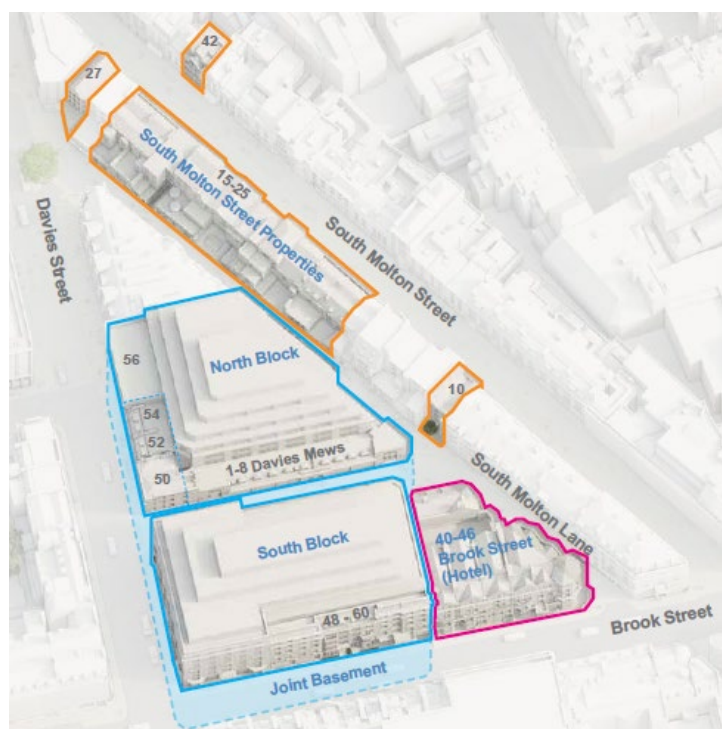 42
27
15-25
South Molton Street Properties
Davies Street
South Molton Street
56
North Block
54
52
50
1-8 Davies Mews
10
South Molton Lane
South Block
40-46
Brook Street
(Hotel)
48 - 60
Brook Street
Joint Basement